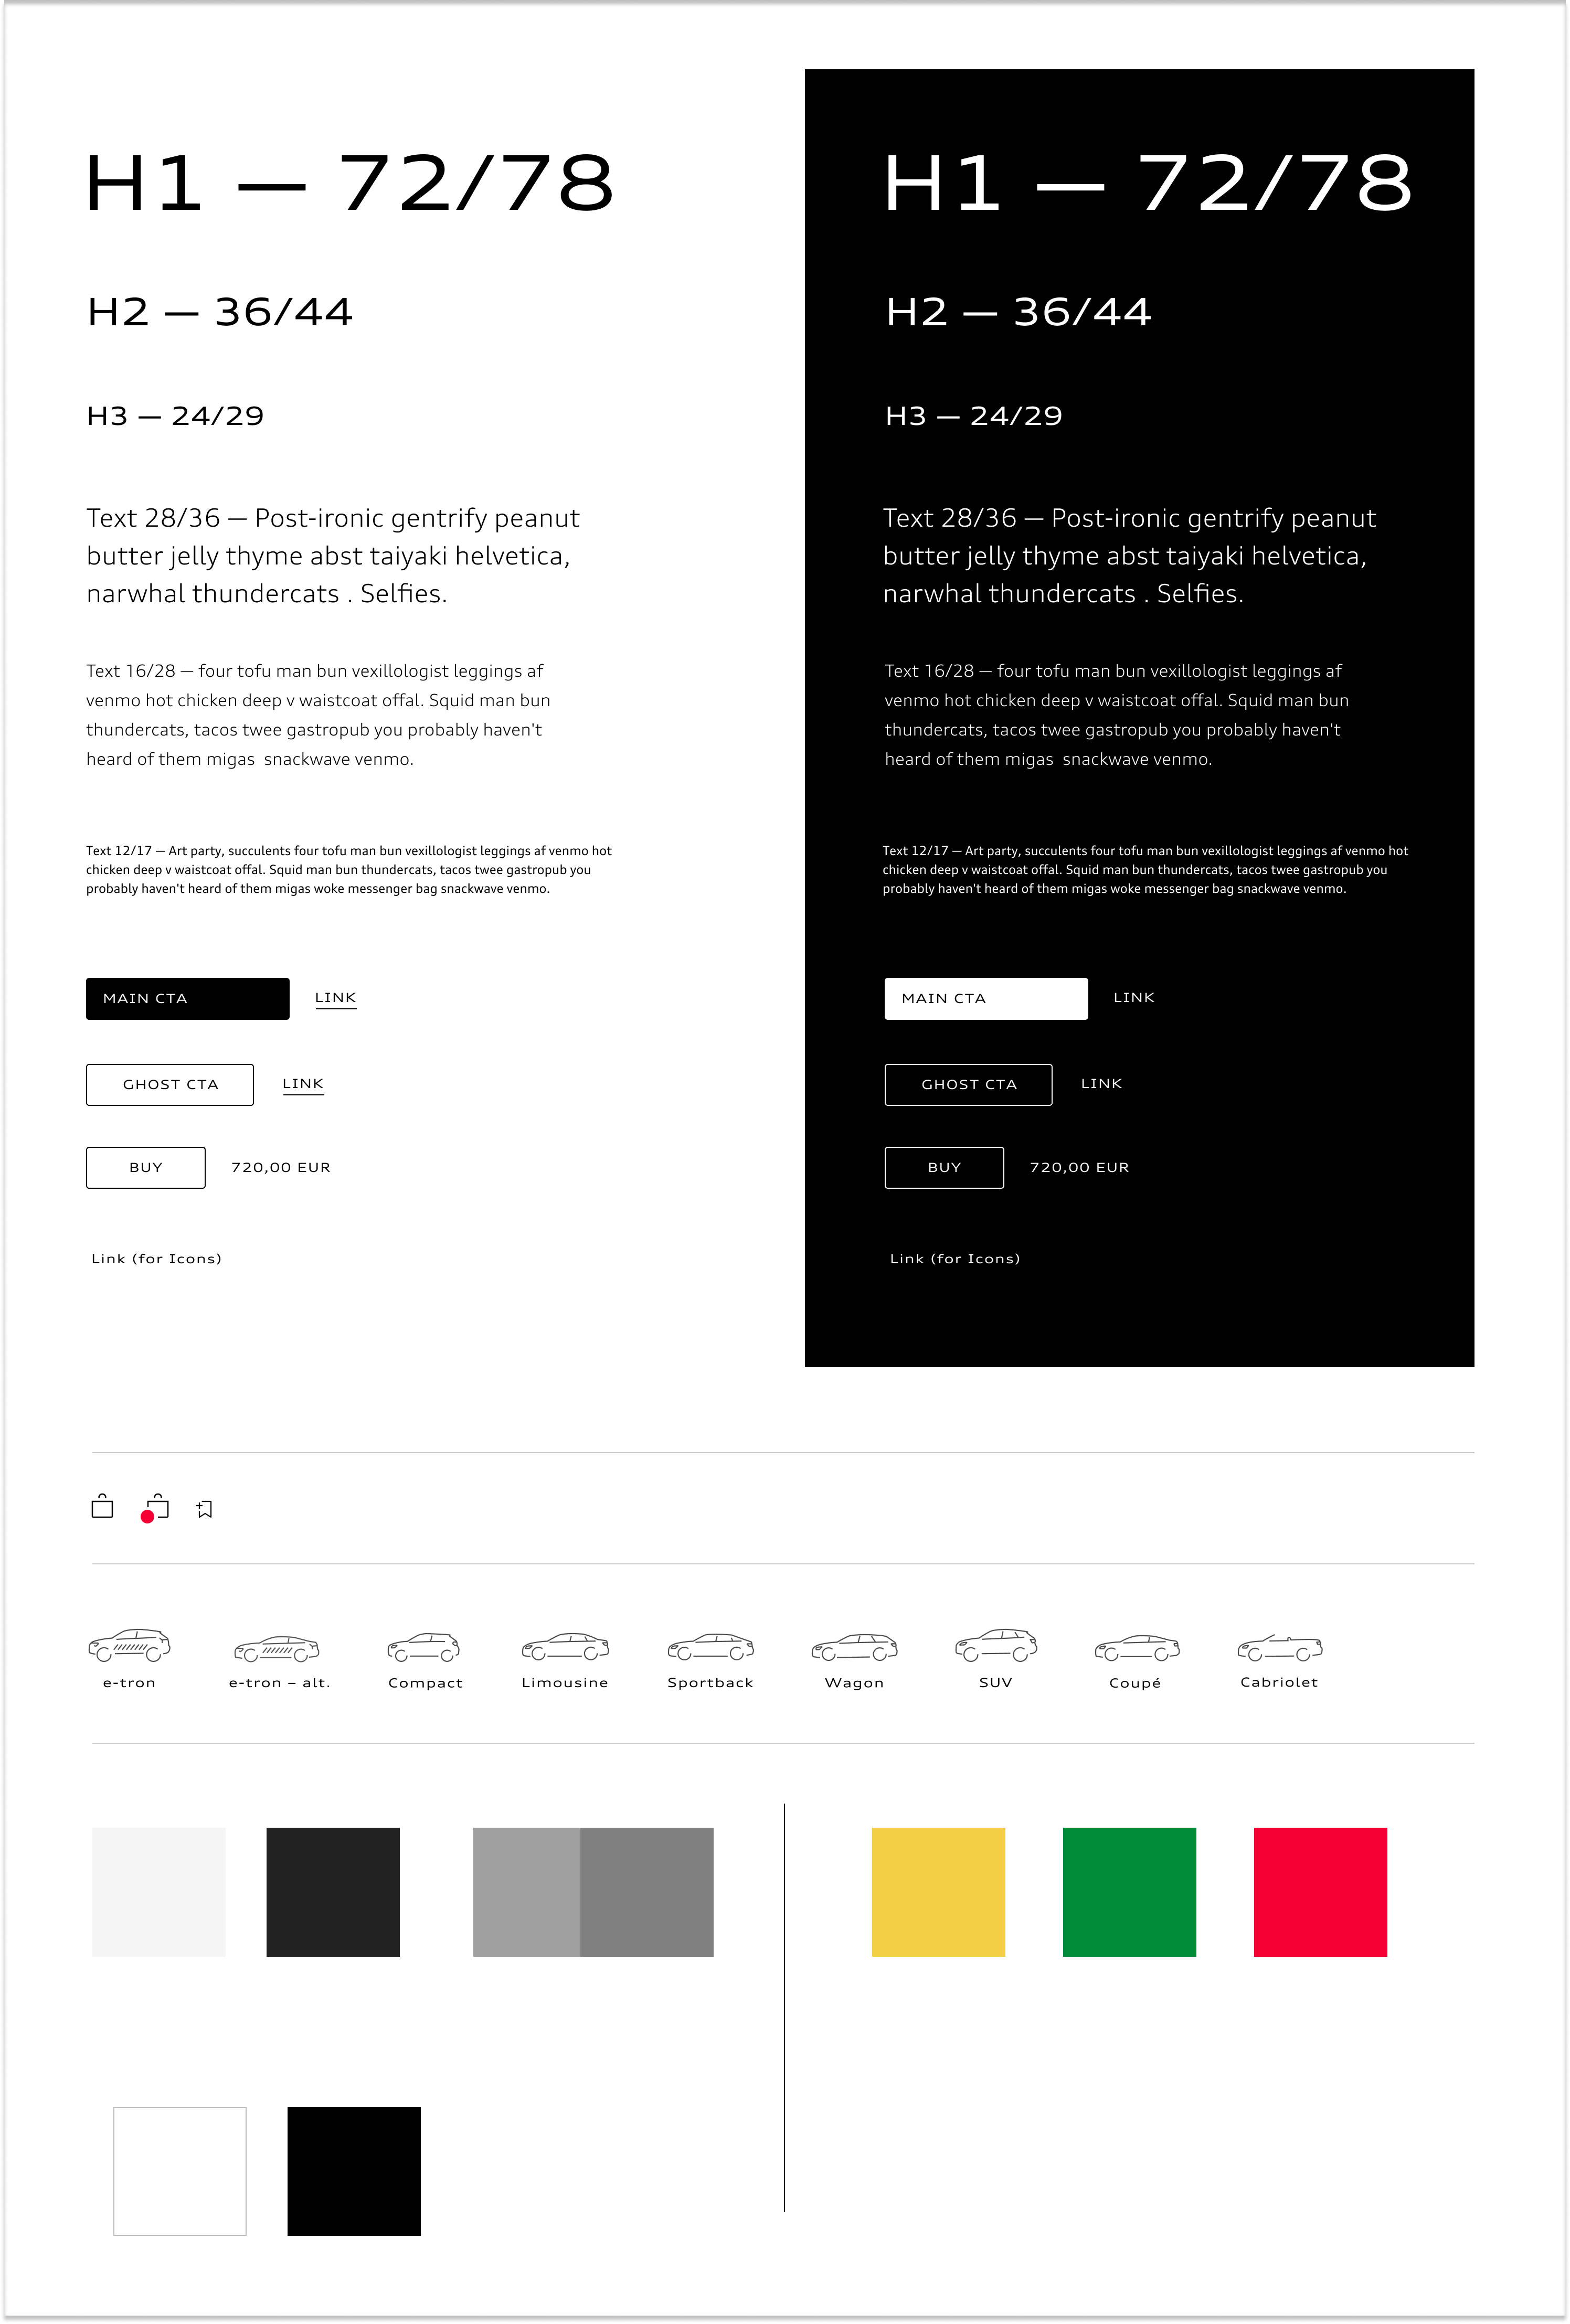 H1 — 72/78
H2 — 36/44
H3 — 24/29
Text 28/36 — Post-ironic gentrify peanut
butter jelly thyme abst taiyaki helvetica,
narwhal thundercats . Selfies.
Text 16/28 — four tofu man bun vexillologist leggings af
venmo hot chicken deep v waistcoat offal. Squid man bun
thundercats, tacos twee gastropub you probably haven't
heard of them migas  snackwave venmo.
Text 12/17 — Art party, succulents four tofu man bun vexillologist leggings af venmo hot
chicken deep v waistcoat offal. Squid man bun thundercats, tacos twee gastropub you
probably haven't heard of them migas woke messenger bag snackwave venmo.
MAIN CTA LINK
GHOST CTA LINK
BUY 720,00 EUR
Link (for Icons)
H1 — 72/78
H2 — 36/44
H3 — 24/29
Text 28/36 — Post-ironic gentrify peanut
butter jelly thyme abst taiyaki helvetica,
narwhal thundercats . Selfies.
Text 16/28 — four tofu man bun vexillologist leggings af
venmo hot chicken deep v waistcoat offal. Squid man bun
thundercats, tacos twee gastropub you probably haven't
heard of them migas  snackwave venmo.
Text 12/17 — Art party, succulents four tofu man bun vexillologist leggings af venmo hot
chicken deep v waistcoat offal. Squid man bun thundercats, tacos twee gastropub you
probably haven't heard of them migas woke messenger bag snackwave venmo.
MAIN CTA LINK
GHOST CTA LINK
BUY 720,00 EUR
Link (for Icons)
e-tron e-tron – alt. Compact Limousine Sportback Wagon SUV Coupé Cabriolet